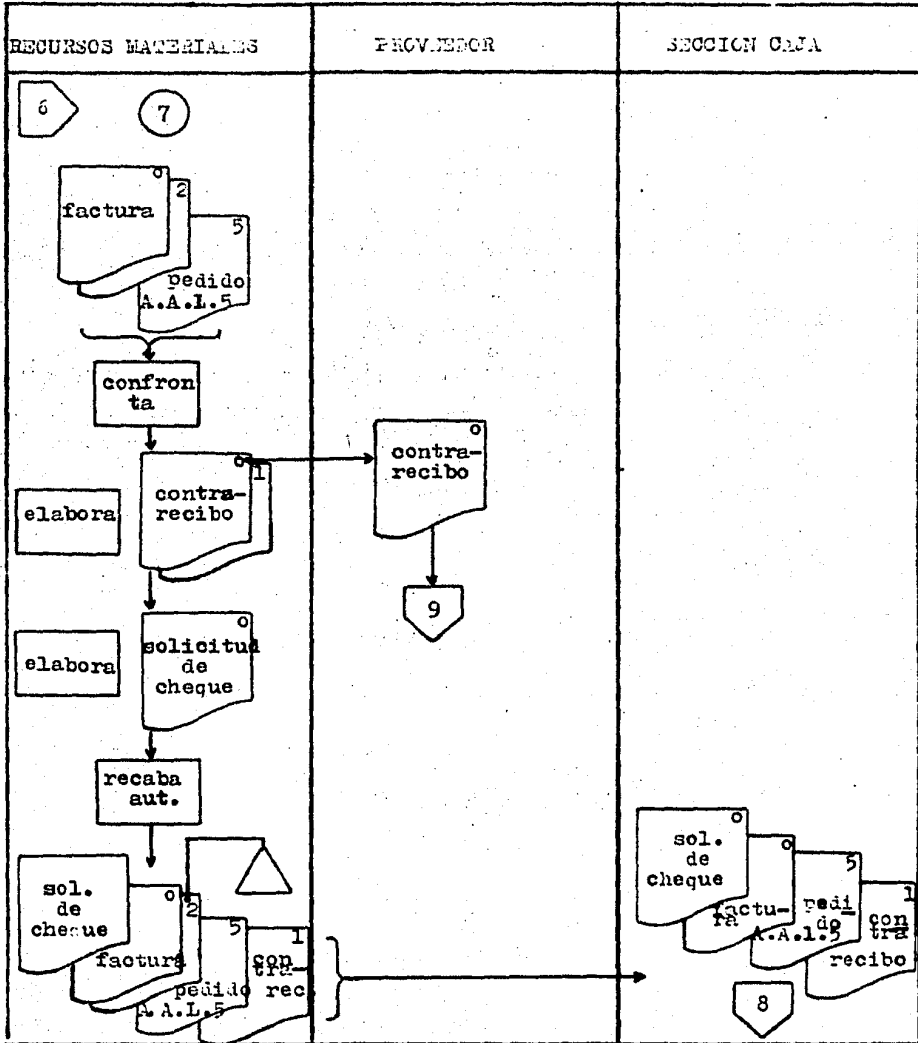 RECURSOS MATERIALES
PROVEEDOR
SECCION CAJA
6
7
o
factura
2
5
pedido
A.A.L.5
confron
ta
elabora
o
contra-
recibo
1
o
contra-
recibo
9
elabora
o
solicitud
de
cheque
recaba
aut.
sol.
de
cheque
o
factura
2
5
pedido
A.A.L.5
1
con
tra-
rec
o
sol.
de
cheque
o
factu-
ra
5
pedi
do
A.A.l.5
1
con
tra
recibo
8